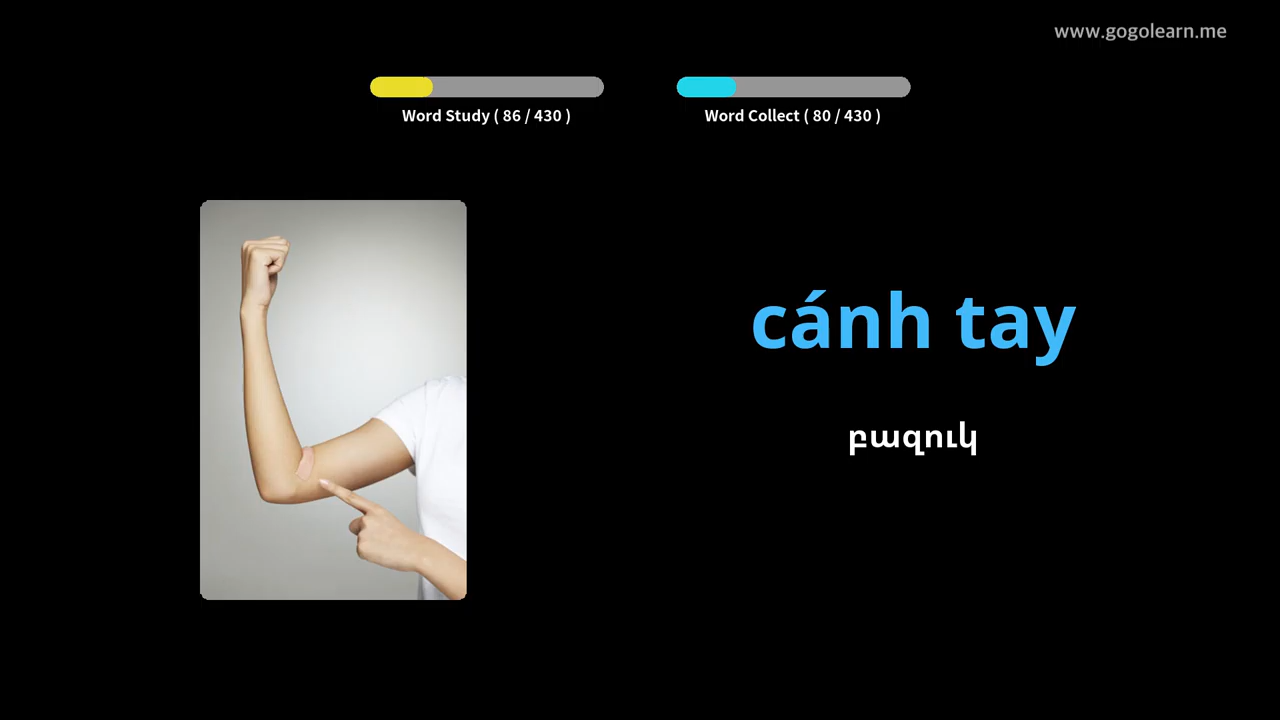 www.gogolearn.me
Word Study ( 86 / 430 )
Word Collect ( 80 / 430 )
cánh tay
բազուկ